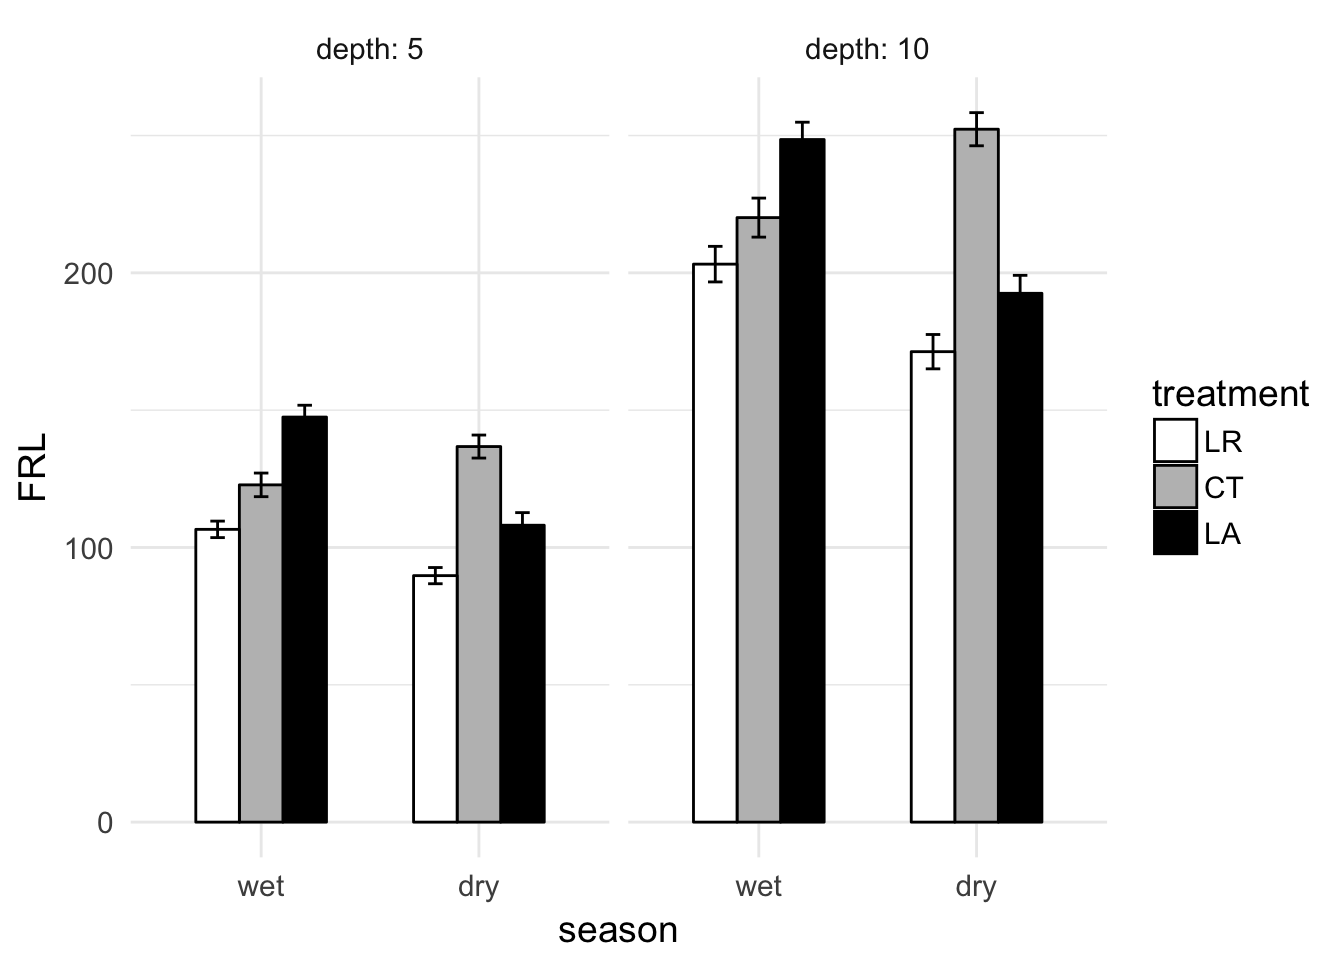 depth: 5
depth: 10
FRL
200
100
0
wet
dry
wet
dry
season
treatment
LR
CT
LA